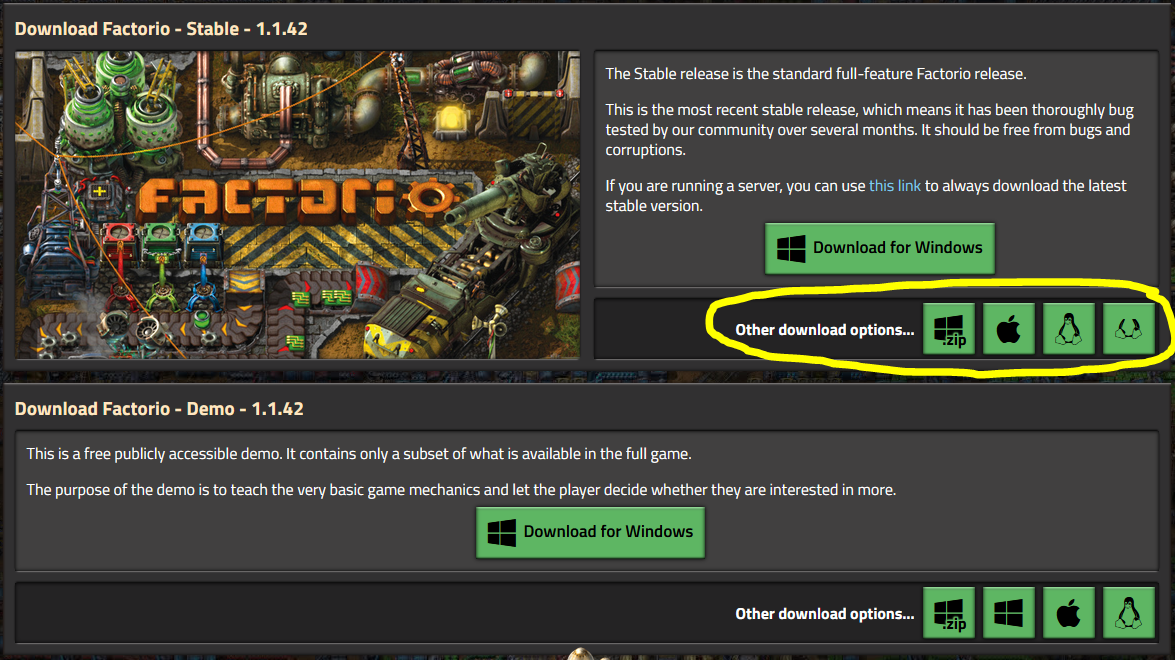 Download Factorio - Stable - 1.1.42
FACTORIO
The Stable release is the standard full-feature Factorio release.
This is the most recent stable release, which means it has been thoroughly bug
tested by our community over several months. It should be free from bugs and
corruptions.
If you are running a server, you can use this link to always download the latest
stable version.
Download for Windows
Other download options...
.zip
Download Factorio - Demo - 1.1.42
This is a free publicly accessible demo. It contains only a subset of what is available in the full game.
The purpose of the demo is to teach the very basic game mechanics and let the player decide whether they are interested in more.
Download for Windows
Other download options...
.zip